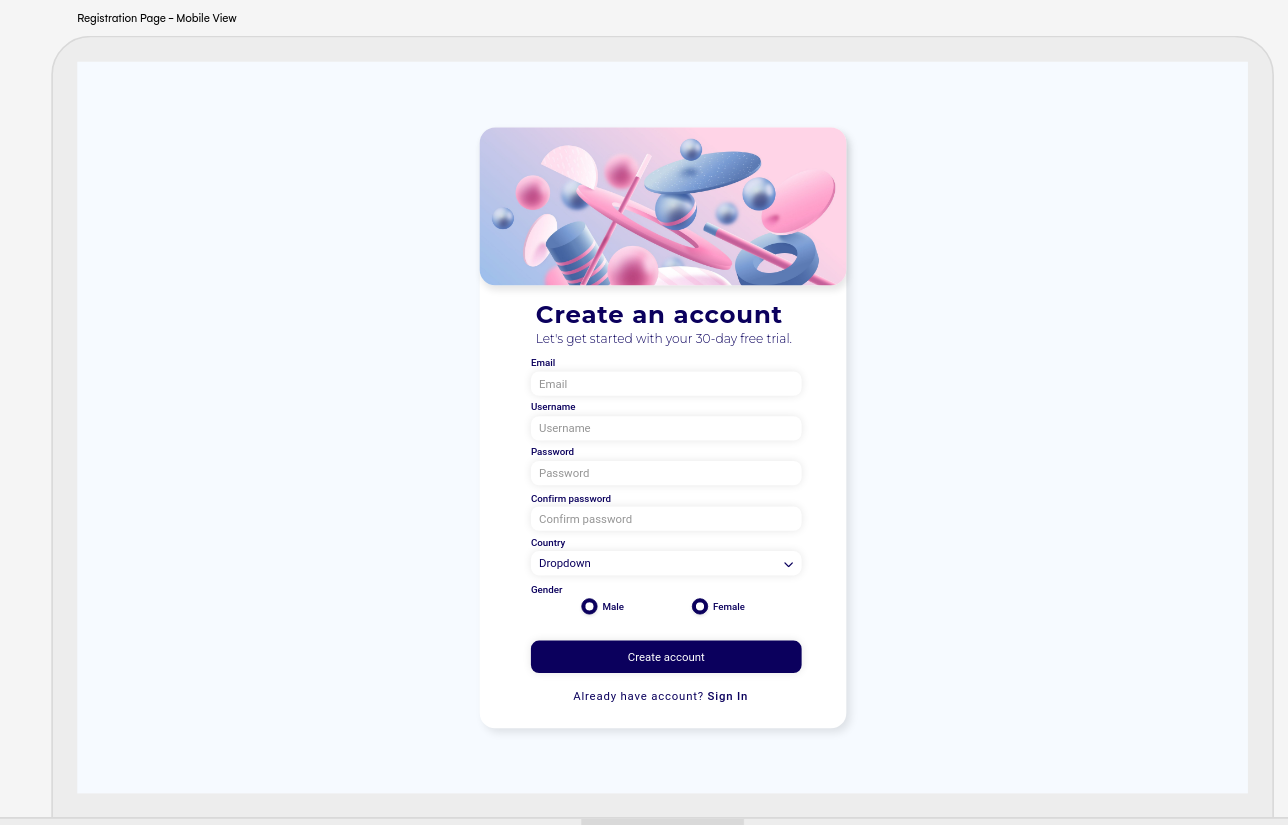 Registration Page – Mobile View
Create an account
Let's get started with your 30-day free trial.
Email
Email
Username
Username
Password
Password
Confirm password
Confirm password
Country
Dropdown
Gender
Male Female
Create account
Already have account? Sign In